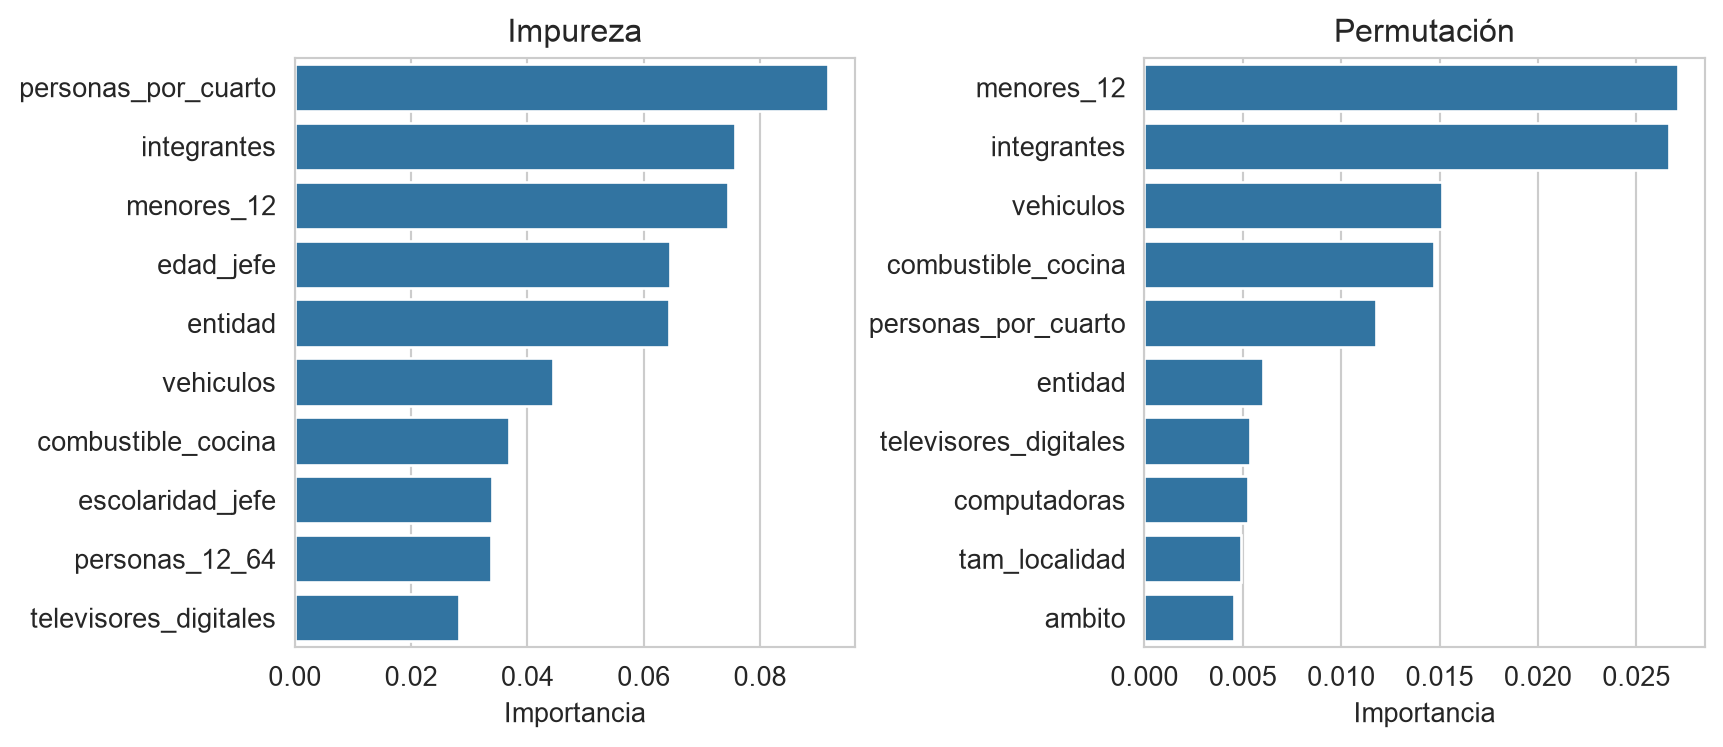 Impureza
personas_por_cuarto
integrantes
menores_12
edad_jefe
entidad
vehiculos
combustible_cocina
escolaridad_jefe
personas_12_64
televisores_digitales
0.00 0.02 0.04 0.06 0.08
Importancia
Permutación
menores_12
integrantes
vehiculos
combustible_cocina
personas_por_cuarto
entidad
televisores_digitales
computadoras
tam_localidad
ambito
0.000 0.005 0.010 0.015 0.020 0.025
Importancia